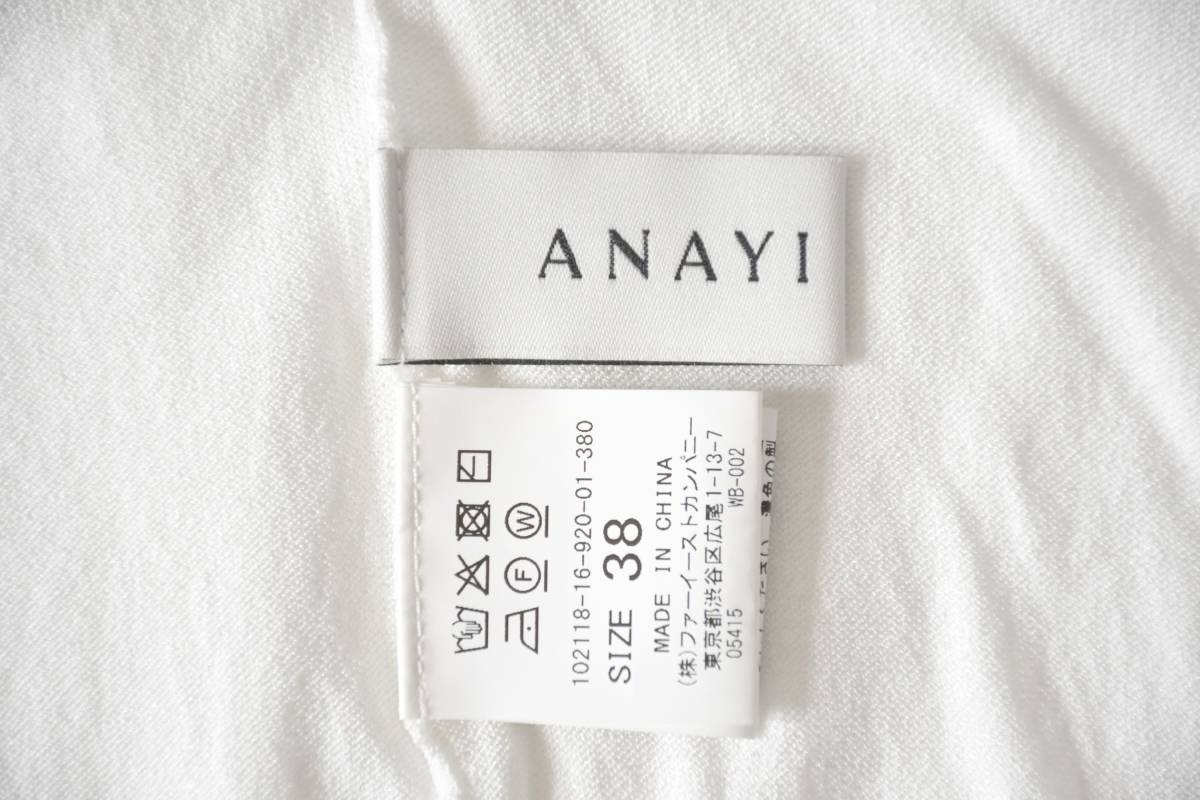 ANAYI
F W
102118-16-920-01-380
SIZE 38
MADE IN CHINA
(株)ファーイーストカンパニー
東京都渋谷区広尾1-13-7
05415 WB-002